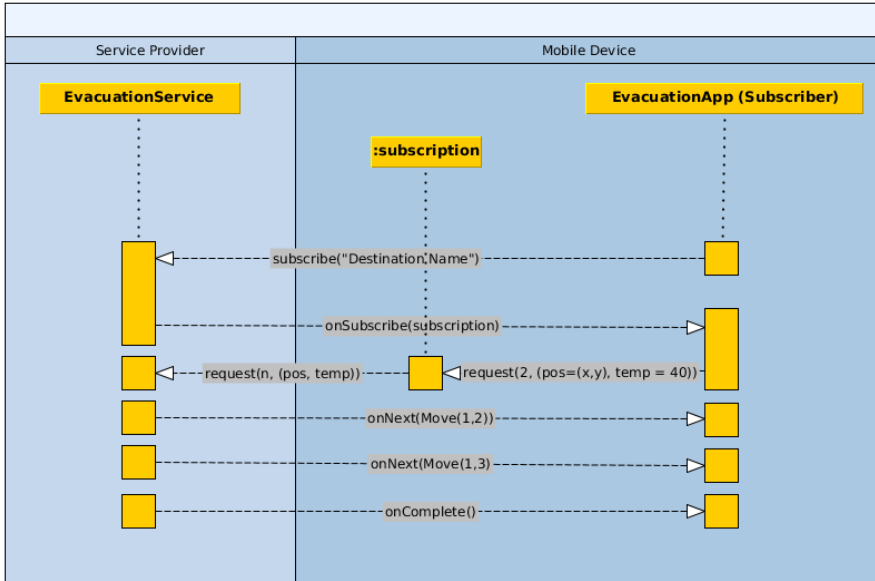 Service Provider
Mobile Device
EvacuationService
EvacuationApp (Subscriber)
:subscription
subscribe("Destination Name")
onSubscribe(subscription)
request(n, (pos, temp))
request(2, (pos=(x,y), temp = 40))
onNext(Move(1,2))
onNext(Move(1,3)
onComplete()